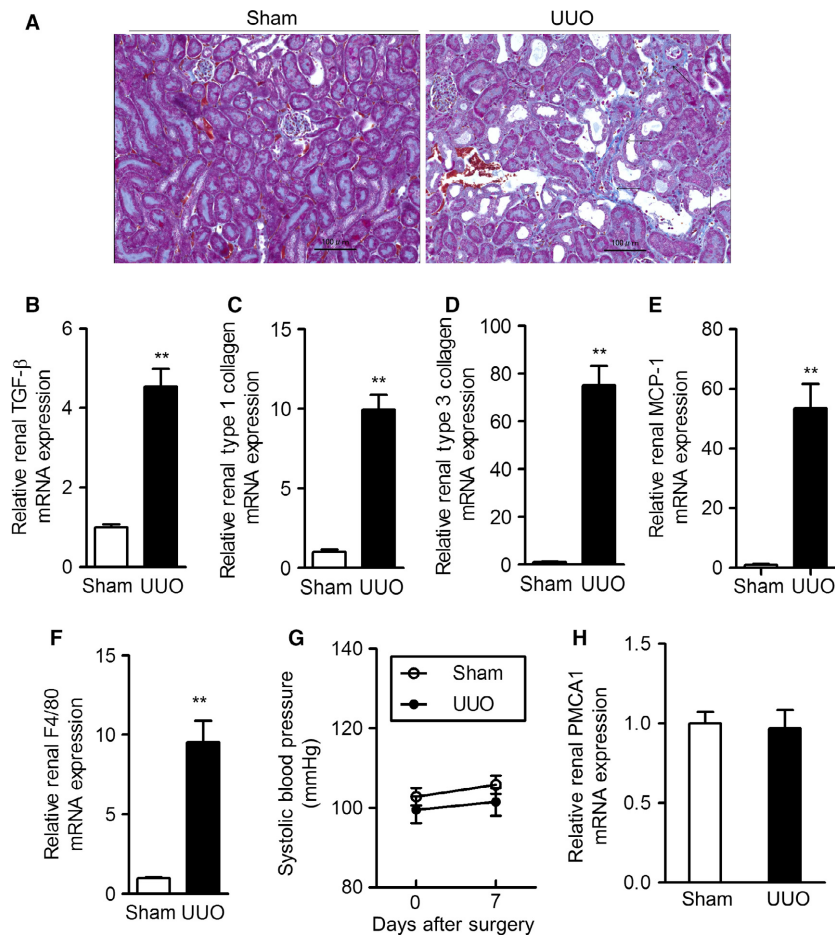 A
Sham
UUO
100μm
100μm
B
Relative renal TGF-β
mRNA expression
6
4
2
0
**
Sham UUO
C
Relative renal type 1 collagen
mRNA expression
15
10
5
0
**
Sham UUO
D
Relative renal type 3 collagen
mRNA expression
100
80
60
40
20
0
**
Sham UUO
E
Relative renal MCP-1
mRNA expression
80
60
40
20
0
**
Sham UUO
F
Relative renal F4/80
mRNA expression
15
10
5
0
**
Sham UUO
G
Systolic blood pressure
(mmHg)
140
120
100
80
Sham
UUO
0 7
Days after surgery
H
Relative renal PMCA1
mRNA expression
1.5
1.0
0.5
0.0
Sham UUO